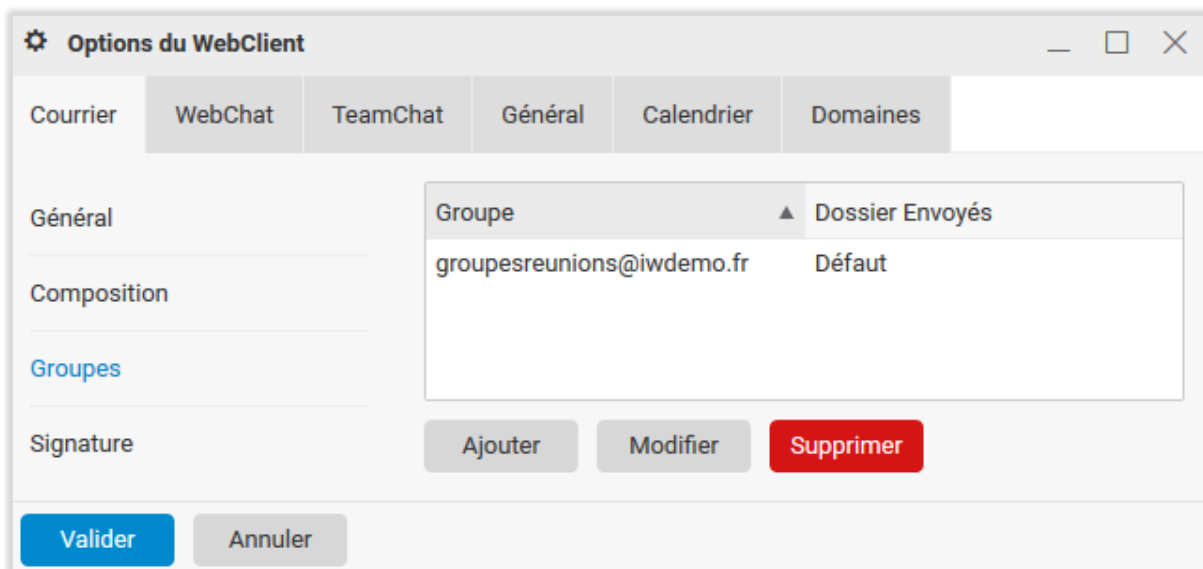 Options du WebClient
Courrier WebChat TeamChat Général Calendrier Domaines
Général
Composition
Groupes
Signature
Groupe Dossier Envoyés
groupesreunions@iwdemo.fr Défaut
Ajouter Modifier Supprimer
Valider Annuler